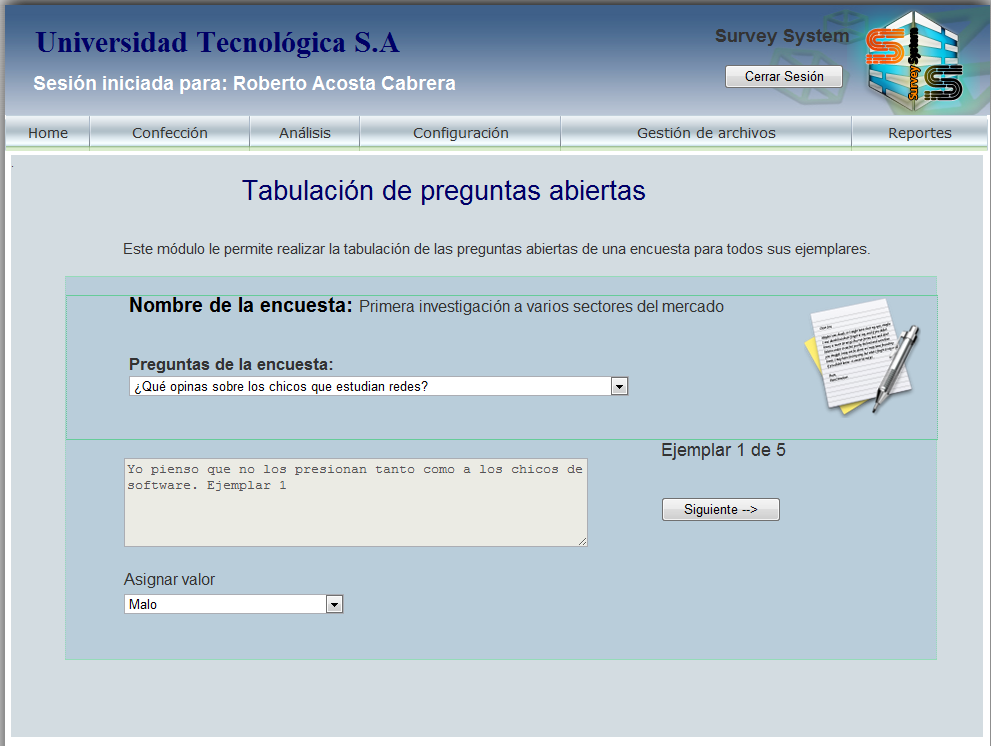 Universidad Tecnológica S.A
Survey System
Sesión iniciada para: Roberto Acosta Cabrera
Cerrar Sesión
Survey System
Home
Confección
Análisis
Configuración
Gestión de archivos
Reportes
Tabulación de preguntas abiertas
Este módulo le permite realizar la tabulación de las preguntas abiertas de una encuesta para todos sus ejemplares.
Nombre de la encuesta: Primera investigación a varios sectores del mercado
Preguntas de la encuesta:
¿Qué opinas sobre los chicos que estudian redes?
Ejemplar 1 de 5
Yo pienso que no los presionan tanto como a los chicos de
software. Ejemplar 1
Siguiente -->
Asignar valor
Malo